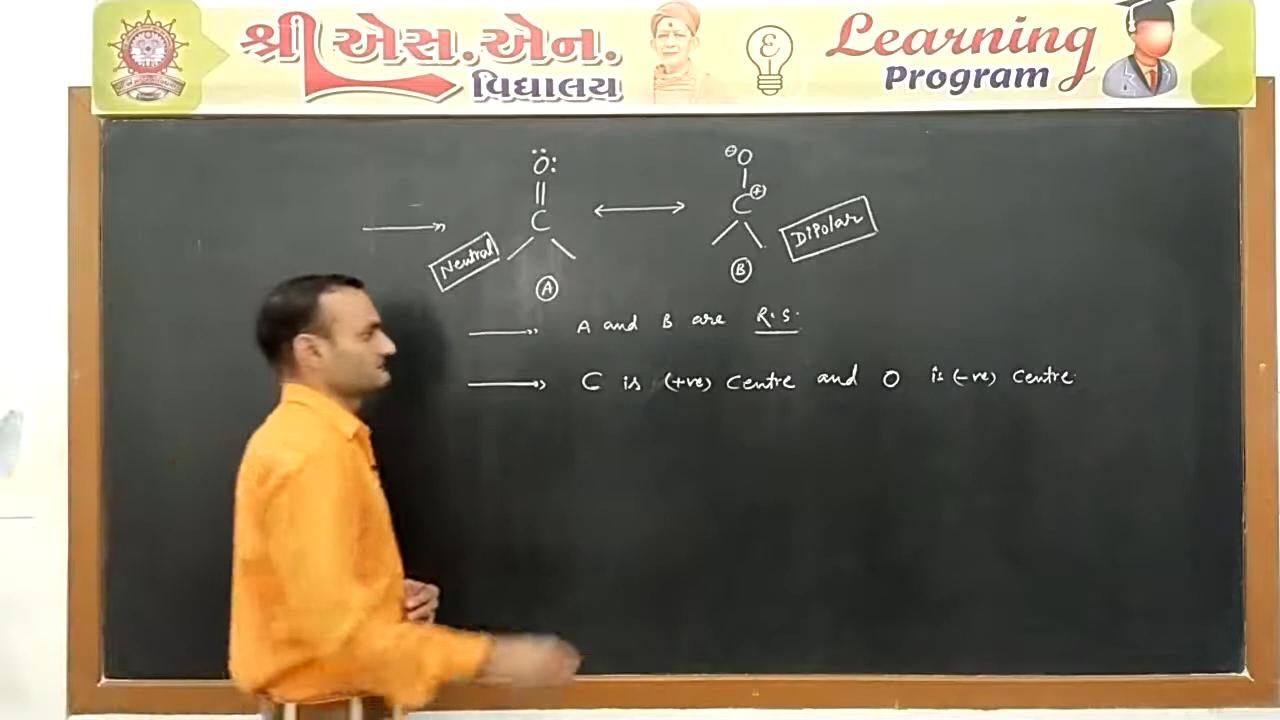 શ્રી એસ.એન.
વિદ્યાલય
Learning
Program
Ö: ⊖O
|| |
C ⟷ C⊕
Neutral Dipolar
A B
A and B are R.S.
C is (+ve) Centre and O is (-ve) Centre.